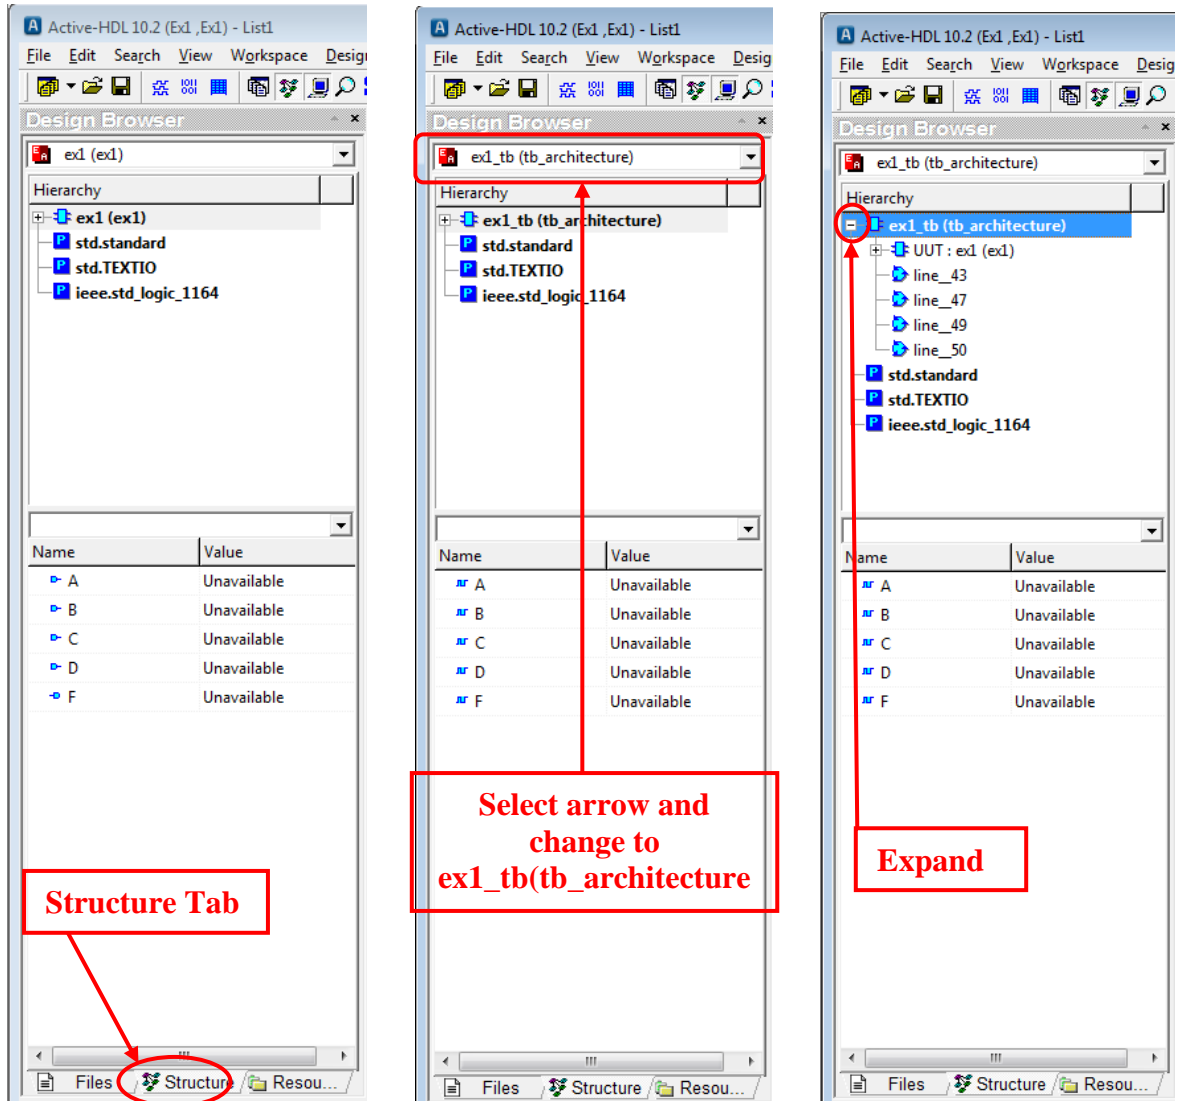 Active-HDL 10.2 (Ex1 ,Ex1) - List1
File Edit Search View Workspace Desig
Design Browser
ex1 (ex1)
Hierarchy
ex1 (ex1)
std.standard
std.TEXTIO
ieee.std_logic_1164
Name Value
A Unavailable
B Unavailable
C Unavailable
D Unavailable
F Unavailable
Structure Tab
Files Structure Resou...
Active-HDL 10.2 (Ex1 ,Ex1) - List1
File Edit Search View Workspace Desig
Design Browser
ex1_tb (tb_architecture)
Hierarchy
ex1_tb (tb_architecture)
std.standard
std.TEXTIO
ieee.std_logic_1164
Name Value
A Unavailable
B Unavailable
C Unavailable
D Unavailable
F Unavailable
Select arrow and
change to
ex1_tb(tb_architecture
Files Structure Resou...
Active-HDL 10.2 (Ex1 ,Ex1) - List1
File Edit Search View Workspace Desig
Design Browser
ex1_tb (tb_architecture)
Hierarchy
ex1_tb (tb_architecture)
UUT : ex1 (ex1)
line__43
line__47
line__49
line__50
std.standard
std.TEXTIO
ieee.std_logic_1164
Name Value
A Unavailable
B Unavailable
C Unavailable
D Unavailable
F Unavailable
Expand
Files Structure Resou...